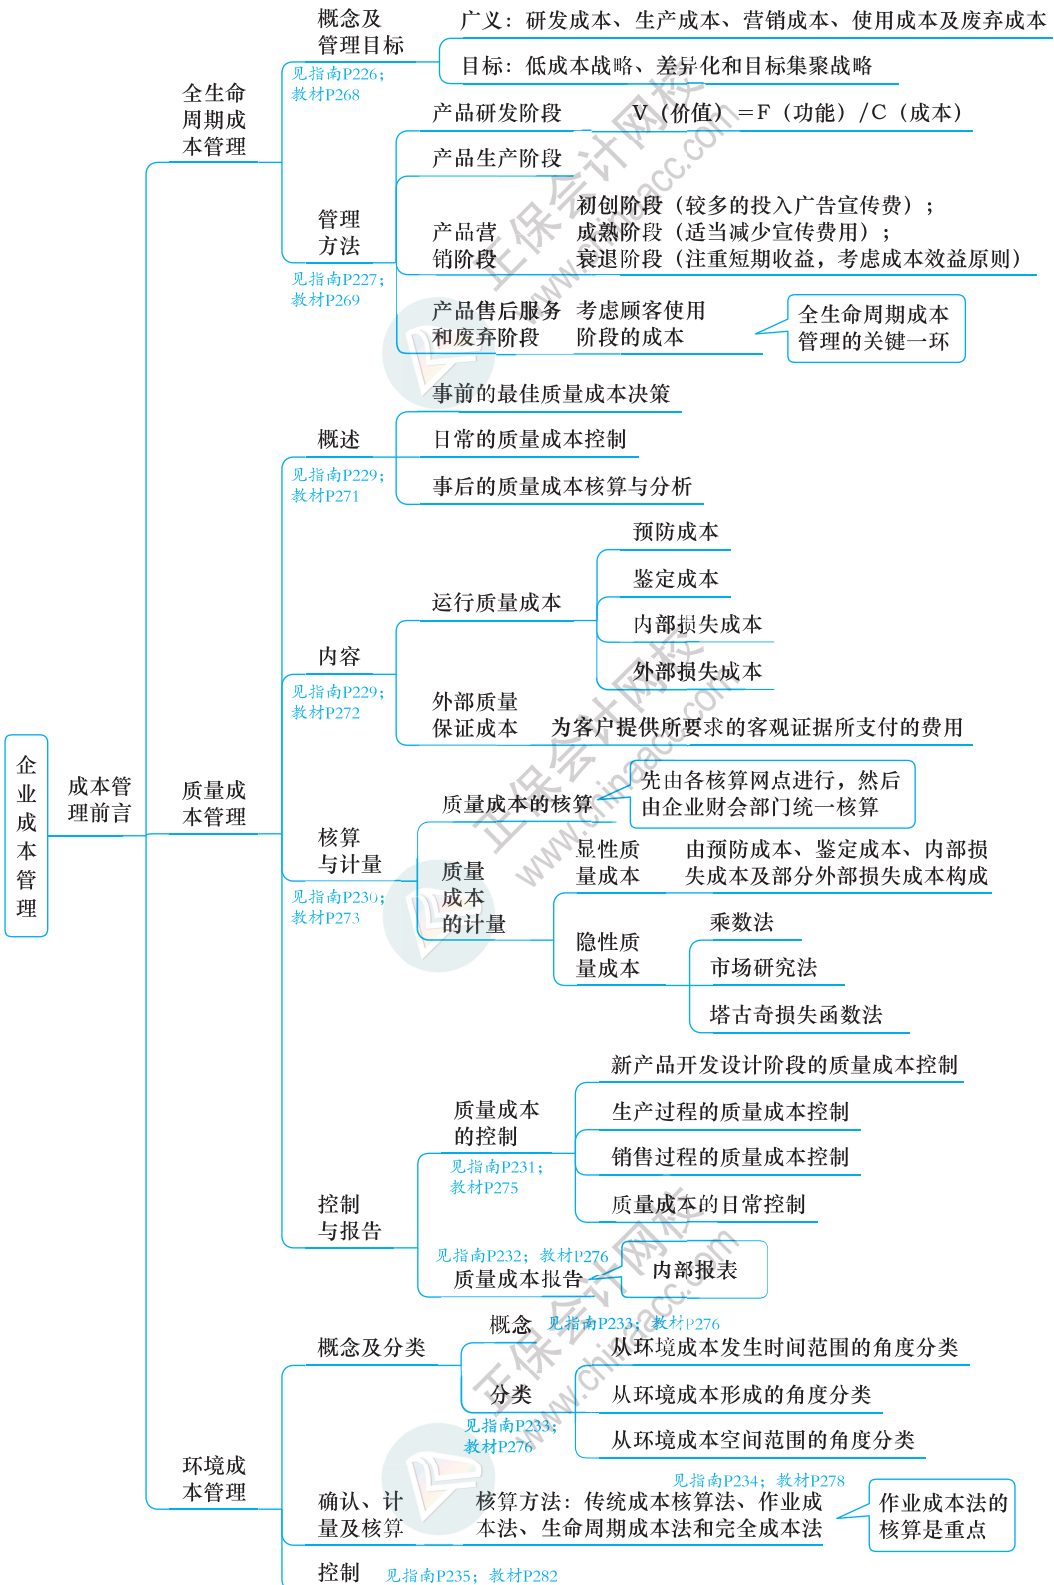 概念及
管理目标
见指南P226；
教材P268
广义：研发成本、生产成本、营销成本、使用成本及废弃成本
目标：低成本战略、差异化和目标集聚战略
全生命
周期成
本管理
产品研发阶段
V（价值）＝F（功能）/C（成本）
产品生产阶段
管理
方法
见指南P227；
教材P269
产品营
销阶段
初创阶段（较多的投入广告宣传费）；
成熟阶段（适当减少宣传费用）；
衰退阶段（注重短期收益，考虑成本效益原则）
产品售后服务
和废弃阶段
考虑顾客使用
阶段的成本
全生命周期成本
管理的关键一环
事前的最佳质量成本决策
概述
见指南P229；
教材P271
日常的质量成本控制
事后的质量成本核算与分析
预防成本
鉴定成本
运行质量成本
内部损失成本
外部损失成本
内容
见指南P229；
教材P272
外部质量
保证成本
为客户提供所要求的客观证据所支付的费用
企业成本管理
成本管
理前言
质量成
本管理
质量成本的核算
先由各核算网点进行，然后
由企业财会部门统一核算
核算
与计量
见指南P230；
教材P273
质量
成本
的计量
显性质
量成本
由预防成本、鉴定成本、内部损
失成本及部分外部损失成本构成
隐性质
量成本
乘数法
市场研究法
塔古奇损失函数法
新产品开发设计阶段的质量成本控制
质量成本
的控制
见指南P231；
教材P275
生产过程的质量成本控制
销售过程的质量成本控制
质量成本的日常控制
控制
与报告
见指南P232；教材P276
质量成本报告
内部报表
概念
见指南P233；教材P276
概念及分类
分类
见指南P233；
教材P276
从环境成本发生时间范围的角度分类
从环境成本形成的角度分类
从环境成本空间范围的角度分类
环境成
本管理
见指南P234；教材P278
确认、计
量及核算
核算方法：传统成本核算法、作业成
本法、生命周期成本法和完全成本法
作业成本法的
核算是重点
控制
见指南P235；教材P282
正保会计网校
www.chinaacc.com
正保会计网校
www.chinaacc.com
正保会计网校
www.chinaacc.com